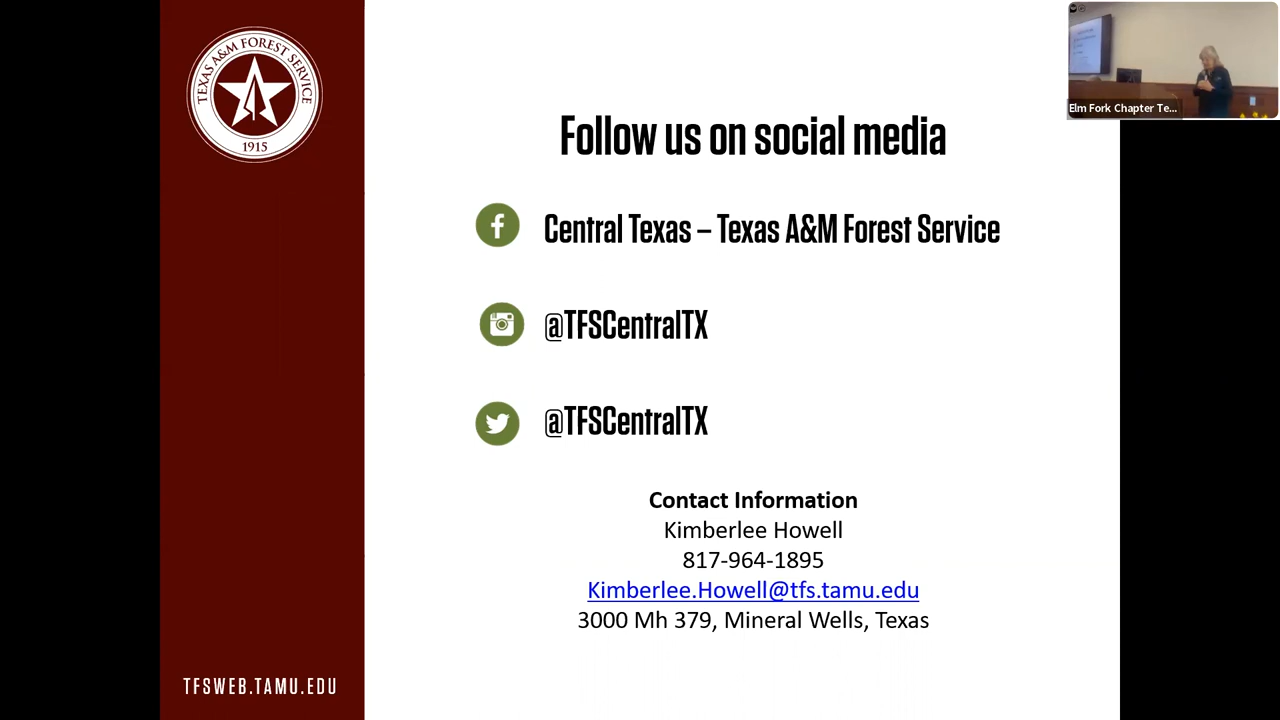 TEXAS A&M FOREST SERVICE
1915
Elm Fork Chapter Te...
Follow us on social media
Central Texas – Texas A&M Forest Service
@TFSCentralTX
@TFSCentralTX
Contact Information
Kimberlee Howell
817-964-1895
Kimberlee.Howell@tfs.tamu.edu
3000 Mh 379, Mineral Wells, Texas
TFSWEB.TAMU.EDU